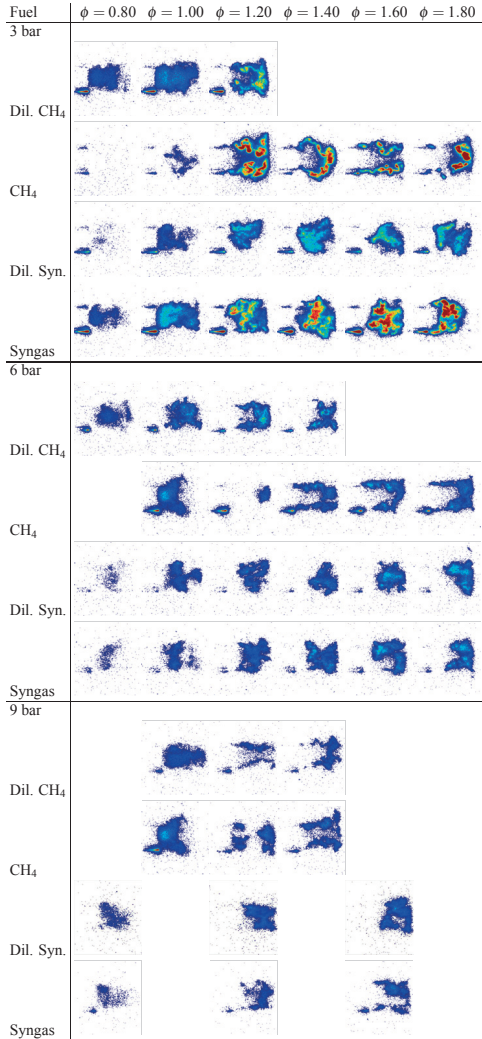 Fuel ϕ = 0.80 ϕ = 1.00 ϕ = 1.20 ϕ = 1.40 ϕ = 1.60 ϕ = 1.80
3 bar
Dil. CH₄
CH₄
Dil. Syn.
Syngas
6 bar
Dil. CH₄
CH₄
Dil. Syn.
Syngas
9 bar
Dil. CH₄
CH₄
Dil. Syn.
Syngas